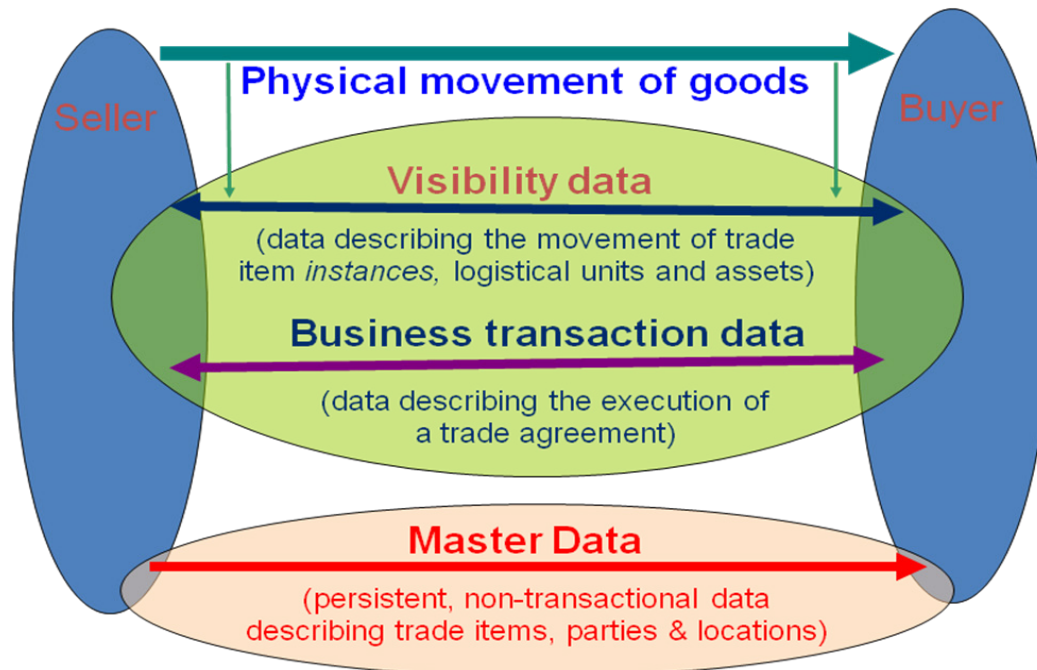 Physical movement of goods
Seller
Buyer
Visibility data
(data describing the movement of trade
item instances, logistical units and assets)
Business transaction data
(data describing the execution of
a trade agreement)
Master Data
(persistent, non-transactional data
describing trade items, parties & locations)